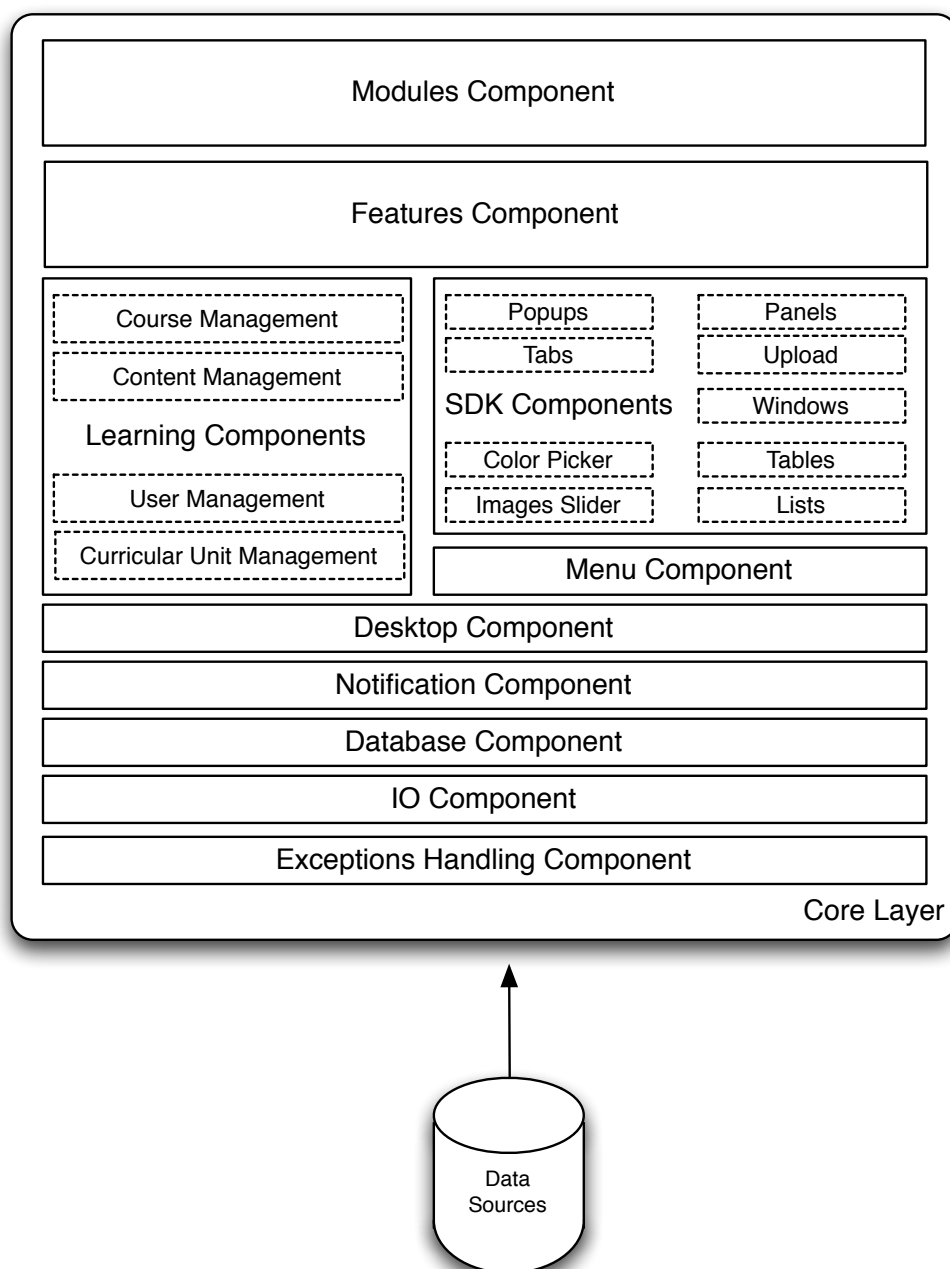 Modules Component
Features Component
Course Management
Content Management
Learning Components
User Management
Curricular Unit Management
Popups
Panels
Tabs
Upload
SDK Components
Windows
Color Picker
Tables
Images Slider
Lists
Menu Component
Desktop Component
Notification Component
Database Component
IO Component
Exceptions Handling Component
Core Layer
Data
Sources